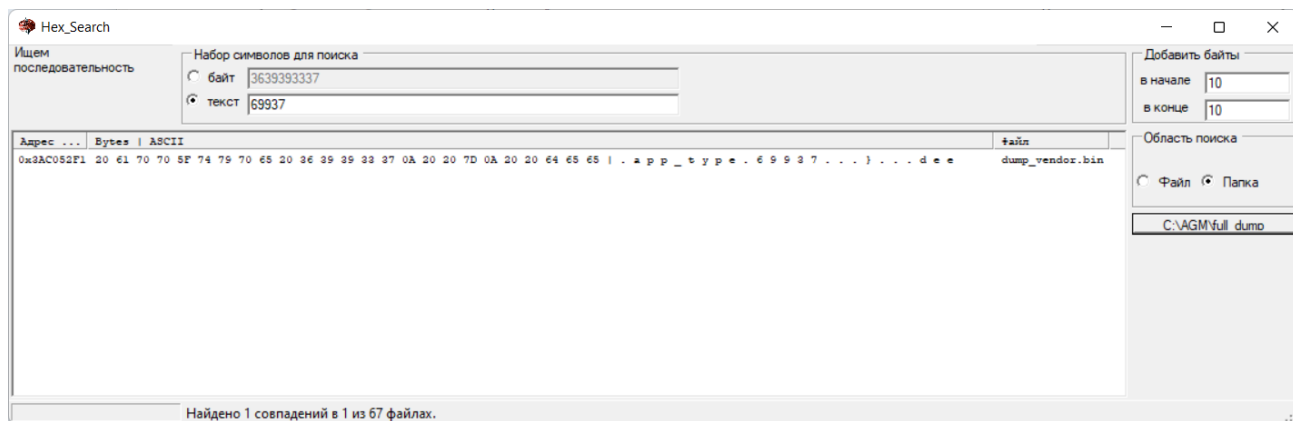 Hex_Search
Ищем
последовательность
Набор символов для поиска
байт 3639393337
текст 69937
Добавить байты
в начале 10
в конце 10
Адрес ... Bytes | ASCII Файл
0x3AC052F1 20 61 70 70 5F 74 79 70 65 20 36 39 39 33 37 0A 20 20 7D 0A 20 20 64 65 65 | . a p p _ t y p e . 6 9 9 3 7 . . . } . . . d e e dump_vendor.bin
Область поиска
Файл Папка
C:\AGM\full_dump
Найдено 1 совпадений в 1 из 67 файлах.